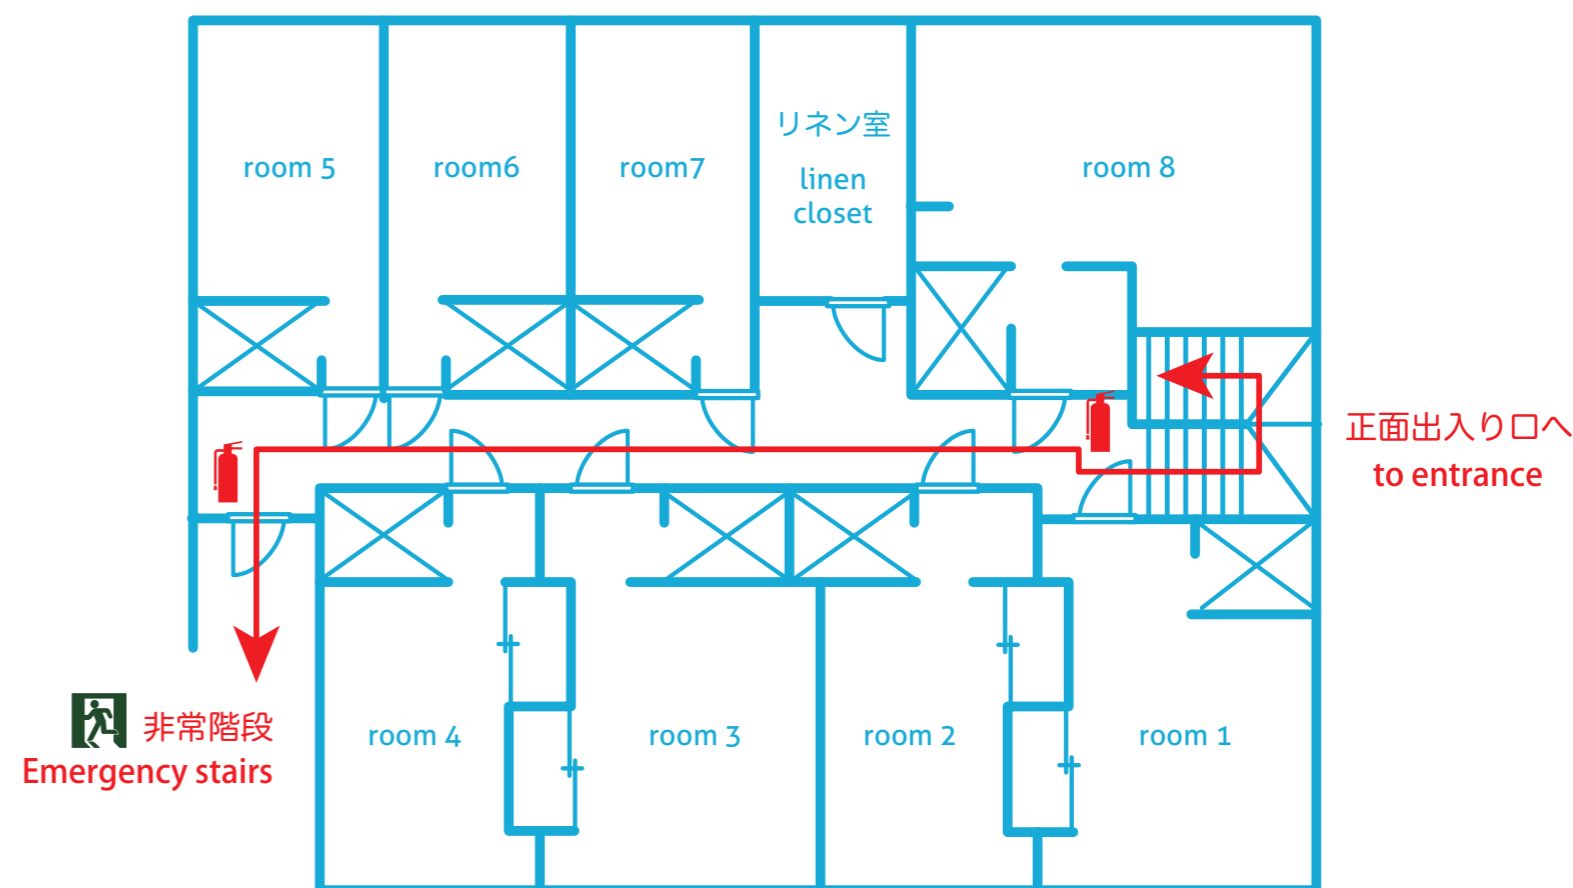 room 5
room6
room7
リネン室
linen
closet
room 8
正面出入り口へ
to entrance
非常階段
Emergency stairs
room 4
room 3
room 2
room 1